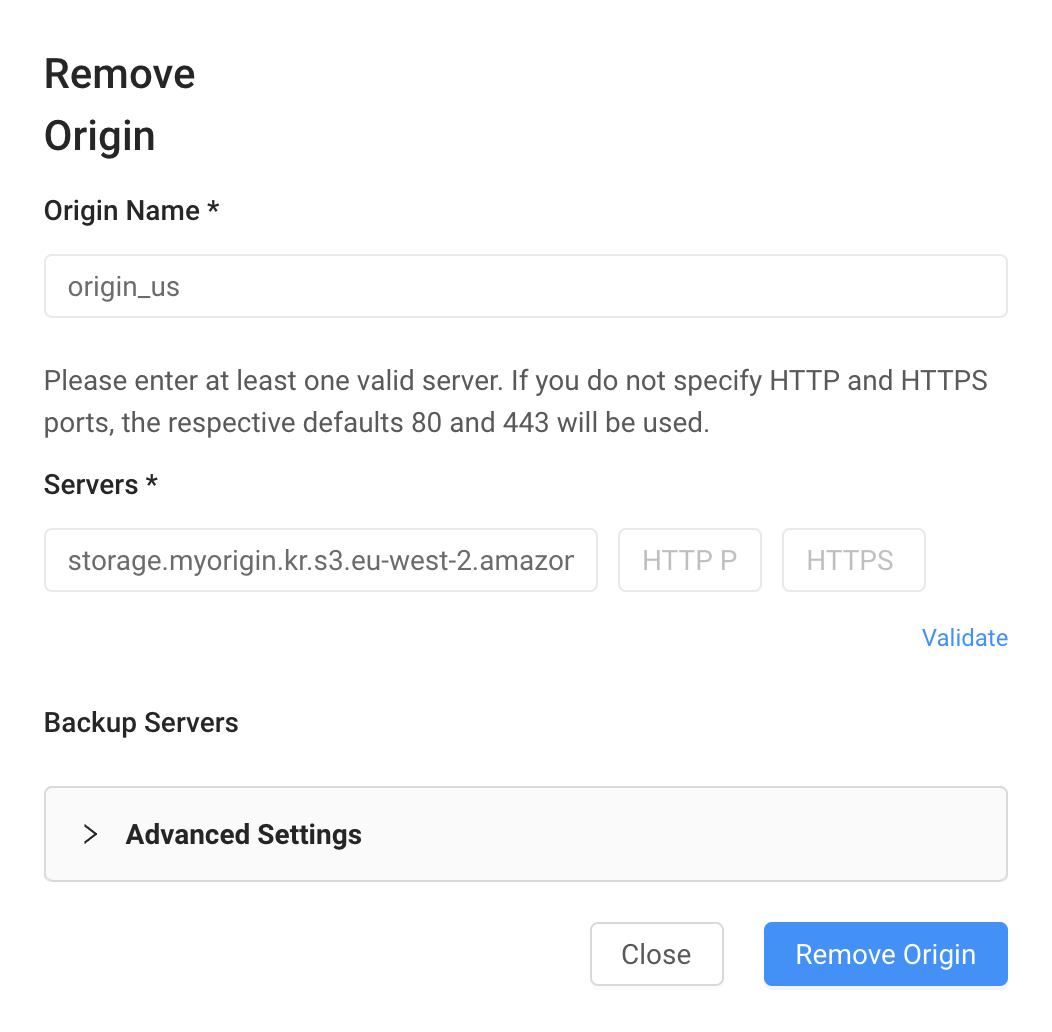 Remove
Origin
Origin Name *
origin_us
Please enter at least one valid server. If you do not specify HTTP and HTTPS
ports, the respective defaults 80 and 443 will be used.
Servers *
storage.myorigin.kr.s3.eu-west-2.amazon HTTP P HTTPS
Validate
Backup Servers
Advanced Settings
Close Remove Origin